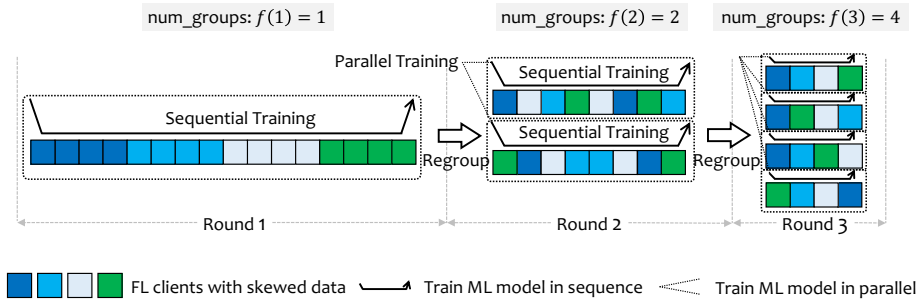 num_groups: f(1) = 1
num_groups: f(2) = 2
num_groups: f(3) = 4
Parallel Training
Sequential Training
Sequential Training
Sequential Training
Regroup
Regroup
Round 1
Round 2
Round 3
FL clients with skewed data
Train ML model in sequence
Train ML model in parallel